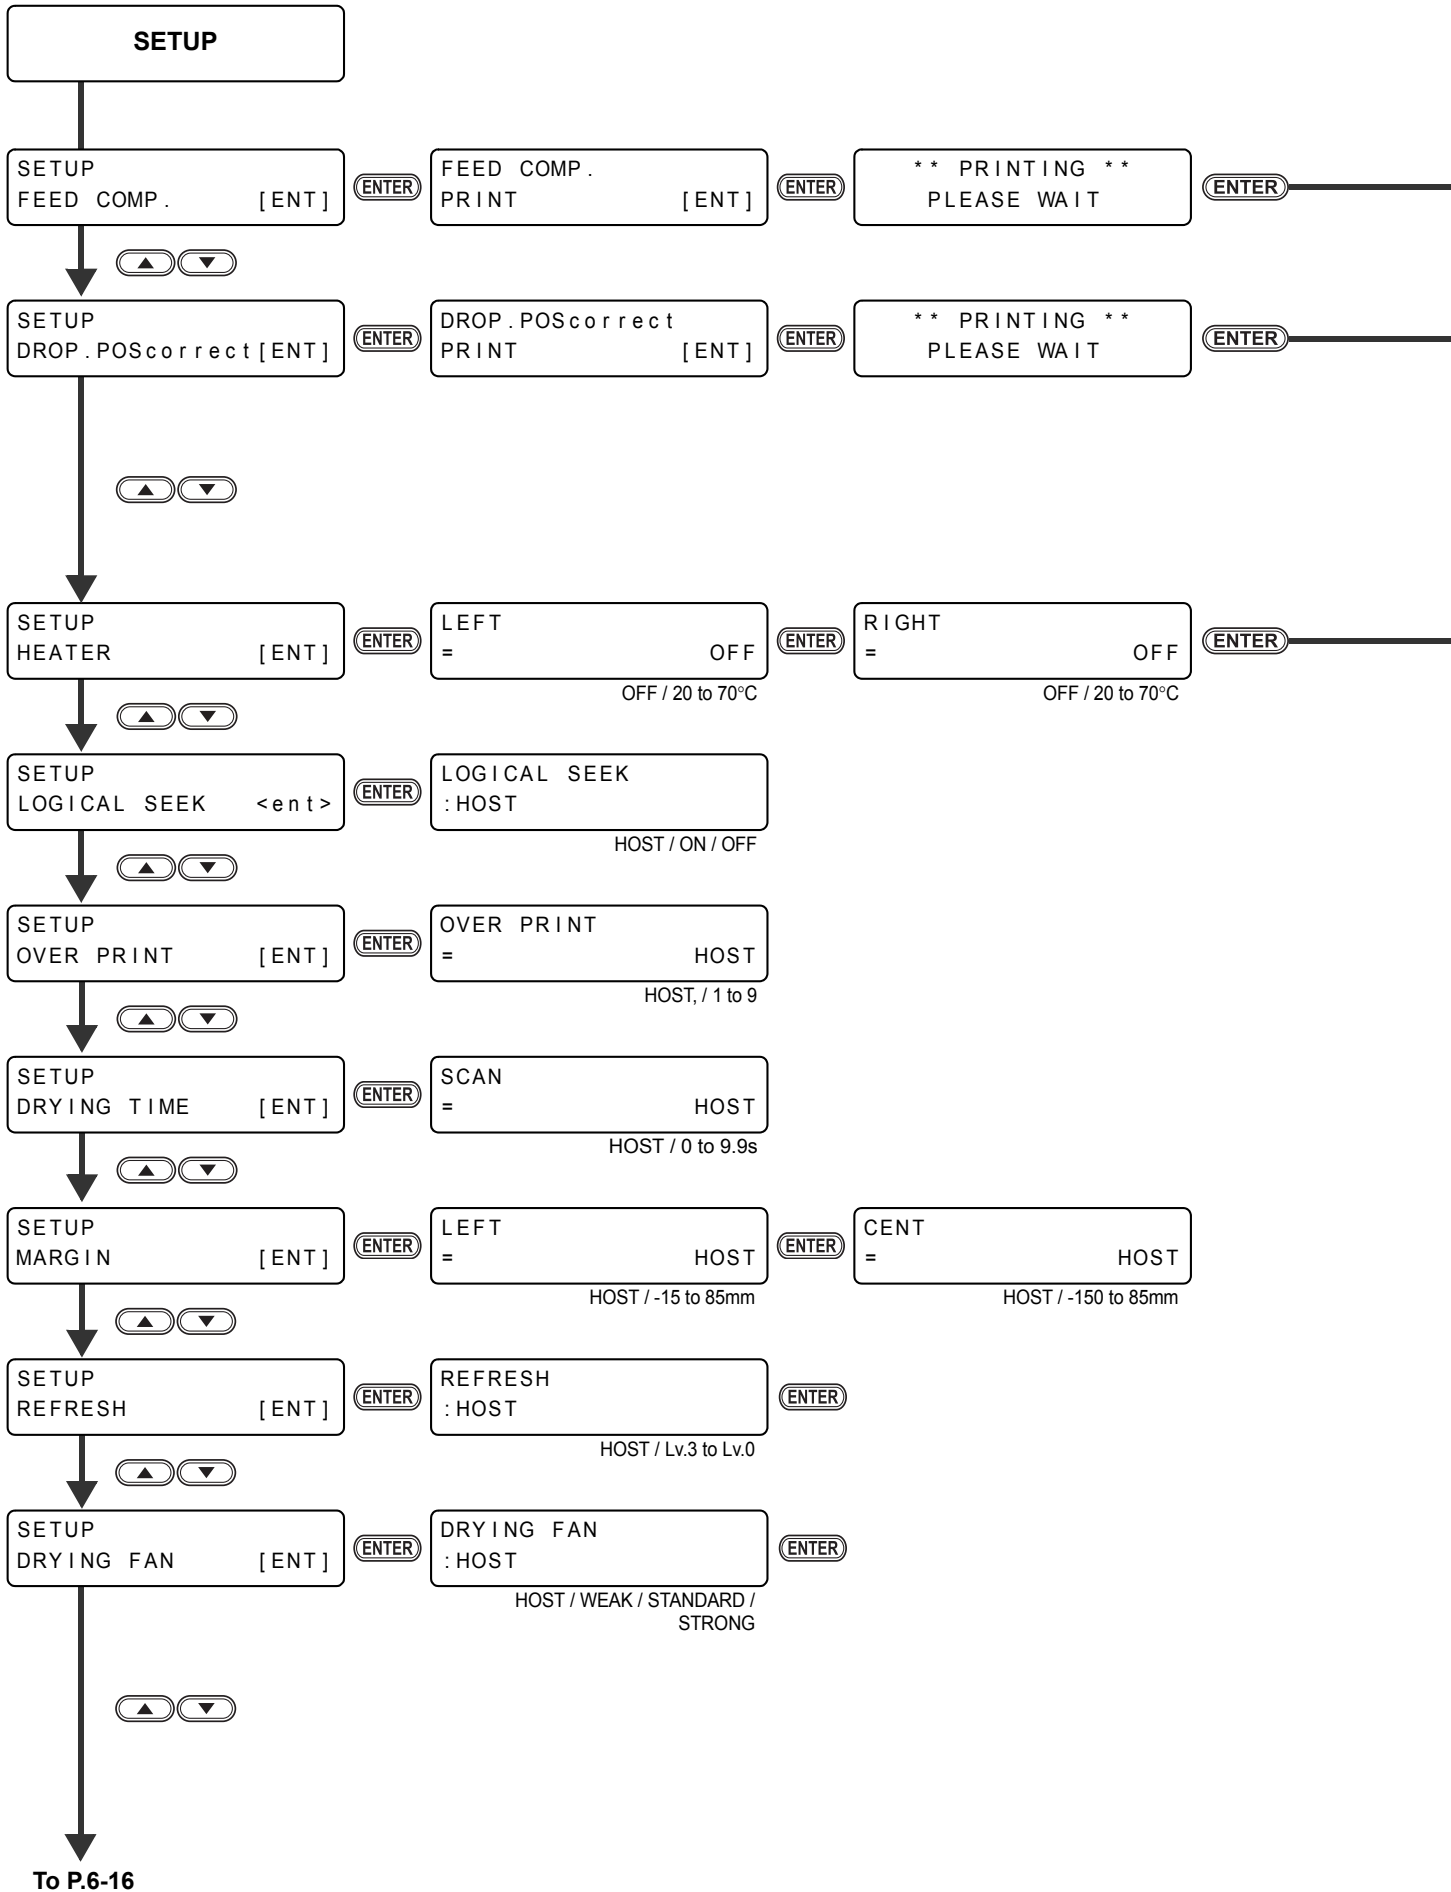 SETUP
SETUP
FEED COMP. [ENT]
ENTER
FEED COMP.
PRINT [ENT]
ENTER
** PRINTING **
PLEASE WAIT
ENTER
SETUP
DROP.POScorrect[ENT]
ENTER
DROP.POScorrect
PRINT [ENT]
ENTER
** PRINTING **
PLEASE WAIT
ENTER
SETUP
HEATER [ENT]
ENTER
LEFT
= OFF
OFF / 20 to 70°C
ENTER
RIGHT
= OFF
OFF / 20 to 70°C
ENTER
SETUP
LOGICAL SEEK <ent>
ENTER
LOGICAL SEEK
:HOST
HOST / ON / OFF
SETUP
OVER PRINT [ENT]
ENTER
OVER PRINT
= HOST
HOST, / 1 to 9
SETUP
DRYING TIME [ENT]
ENTER
SCAN
= HOST
HOST / 0 to 9.9s
SETUP
MARGIN [ENT]
ENTER
LEFT
= HOST
HOST / -15 to 85mm
ENTER
CENT
= HOST
HOST / -150 to 85mm
SETUP
REFRESH [ENT]
ENTER
REFRESH
:HOST
HOST / Lv.3 to Lv.0
ENTER
SETUP
DRYING FAN [ENT]
ENTER
DRYING FAN
:HOST
HOST / WEAK / STANDARD /
STRONG
ENTER
To P.6-16